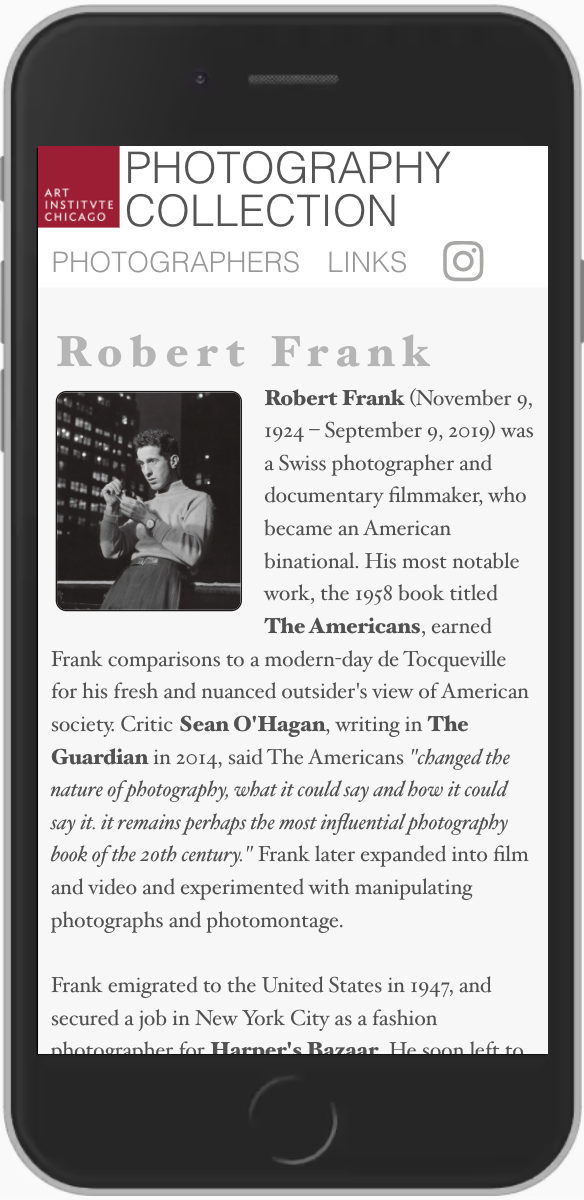 ART
INSTITVTE
CHICAGO
PHOTOGRAPHY
COLLECTION
PHOTOGRAPHERS LINKS
Robert Frank
Robert Frank (November 9,
1924 – September 9, 2019) was
a Swiss photographer and
documentary filmmaker, who
became an American
binational. His most notable
work, the 1958 book titled
The Americans, earned
Frank comparisons to a modern-day de Tocqueville
for his fresh and nuanced outsider's view of American
society. Critic Sean O'Hagan, writing in The
Guardian in 2014, said The Americans "changed the
nature of photography, what it could say and how it could
say it. it remains perhaps the most influential photography
book of the 20th century." Frank later expanded into film
and video and experimented with manipulating
photographs and photomontage.
Frank emigrated to the United States in 1947, and
secured a job in New York City as a fashion
photographer for Harper's Bazaar. He soon left to